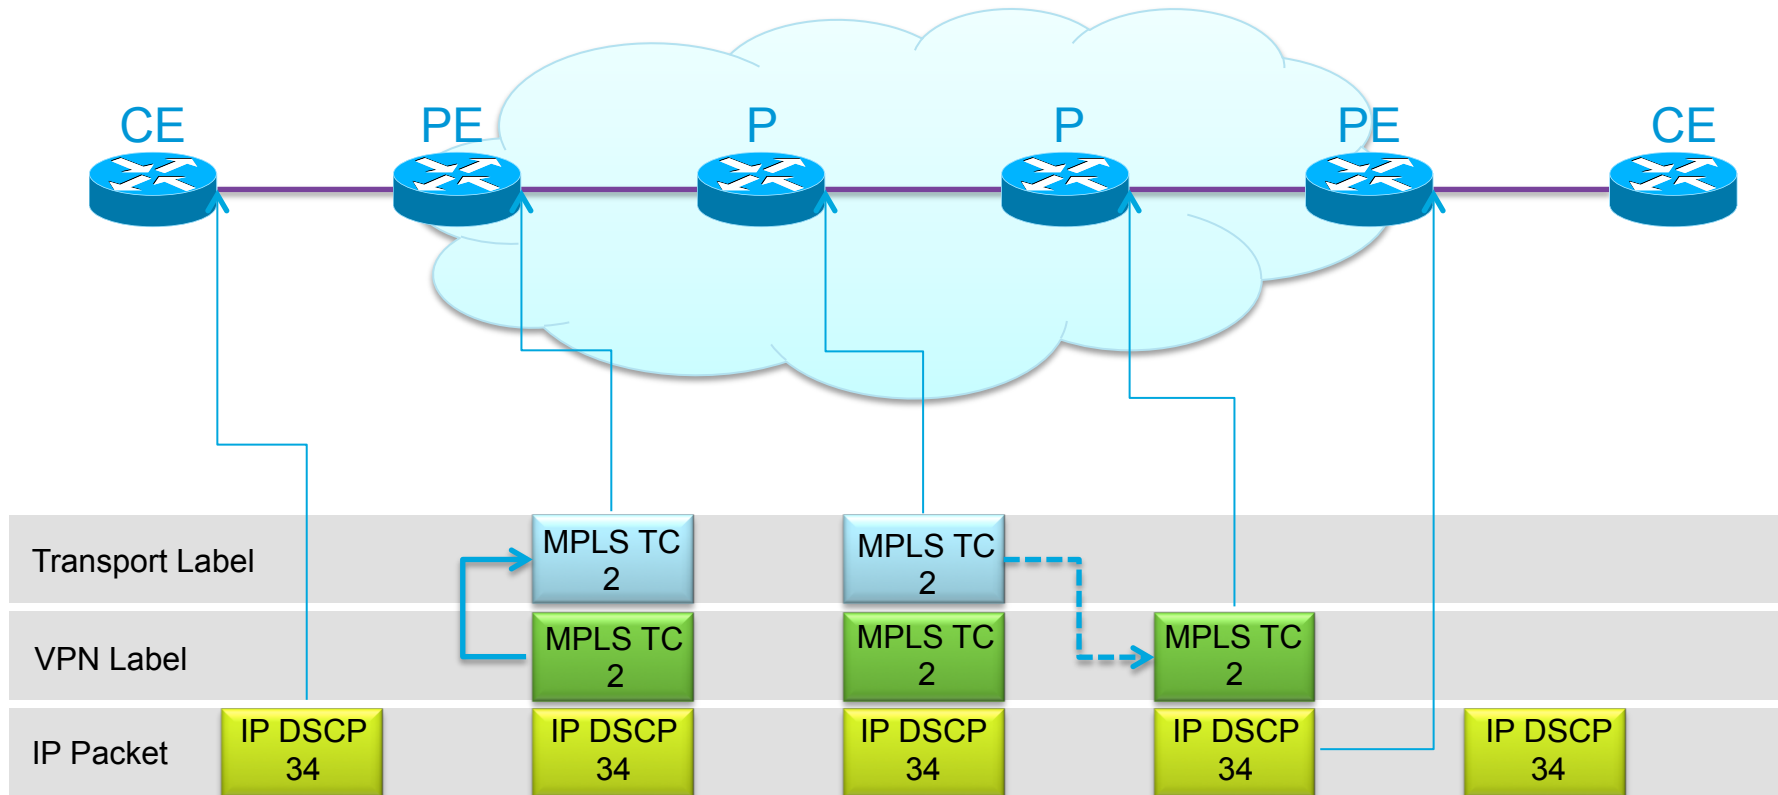 CE
PE
P
P
PE
CE
Transport Label
MPLS TC
2
MPLS TC
2
VPN Label
MPLS TC
2
MPLS TC
2
MPLS TC
2
IP Packet
IP DSCP
34
IP DSCP
34
IP DSCP
34
IP DSCP
34
IP DSCP
34